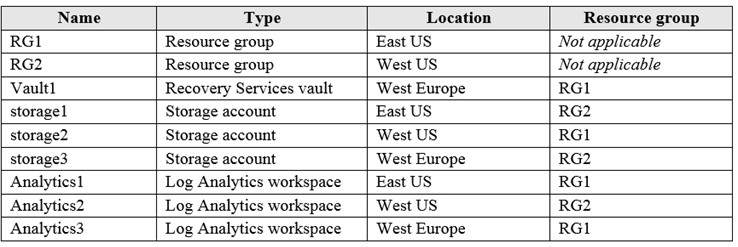 Name Type Location Resource group
RG1 Resource group East US Not applicable
RG2 Resource group West US Not applicable
Vault1 Recovery Services vault West Europe RG1
storage1 Storage account East US RG2
storage2 Storage account West US RG1
storage3 Storage account West Europe RG2
Analytics1 Log Analytics workspace East US RG1
Analytics2 Log Analytics workspace West US RG2
Analytics3 Log Analytics workspace West Europe RG1